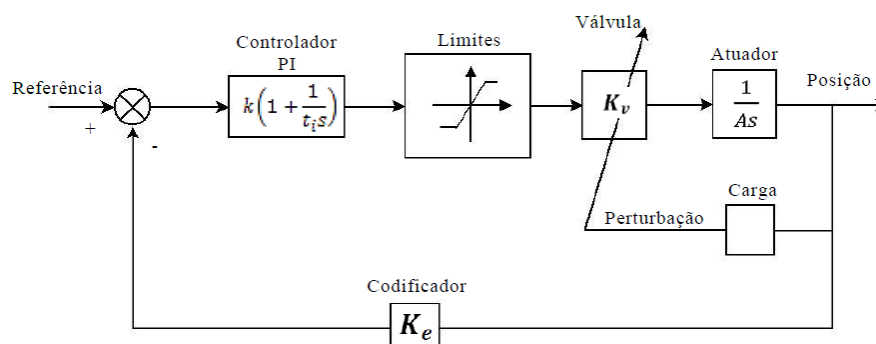 Válvula
Controlador
PI
Limites
Atuador
Referência
Posição
k(1 + 1/(t_i s))
K_v
1/(As)
+
-
Carga
Perturbação
Codificador
K_e